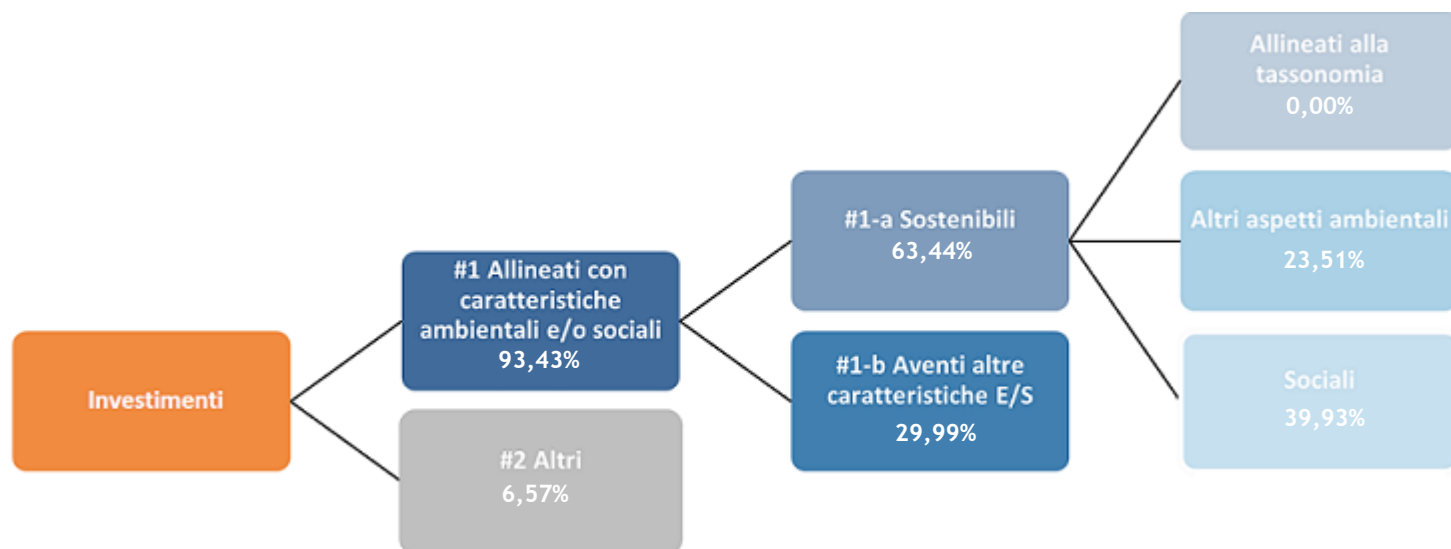 Investimenti
#1 Allineati con
caratteristiche
ambientali e/o sociali
93,43%
#2 Altri
6,57%
#1-a Sostenibili
63,44%
#1-b Aventi altre
caratteristiche E/S
29,99%
Allineati alla
tassonomia
0,00%
Altri aspetti ambientali
23,51%
Sociali
39,93%